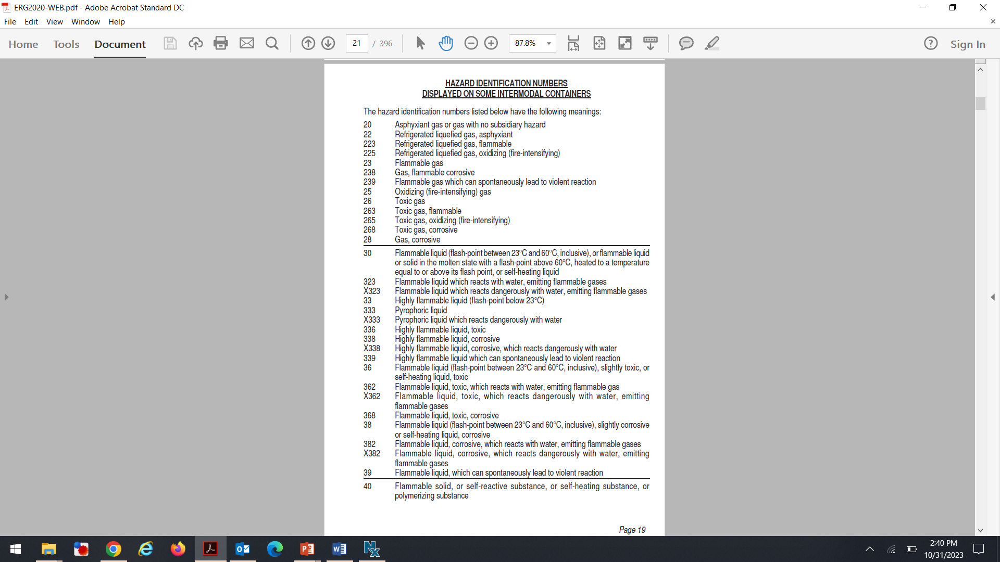 ERG2020-WEB.pdf - Adobe Acrobat Standard DC
File Edit View Window Help
Home Tools Document 21 / 396 87.8% Sign In
HAZARD IDENTIFICATION NUMBERS
DISPLAYED ON SOME INTERMODAL CONTAINERS
The hazard identification numbers listed below have the following meanings:
20 Asphyxiant gas or gas with no subsidiary hazard
22 Refrigerated liquefied gas, asphyxiant
223 Refrigerated liquefied gas, flammable
225 Refrigerated liquefied gas, oxidizing (fire-intensifying)
23 Flammable gas
238 Gas, flammable corrosive
239 Flammable gas which can spontaneously lead to violent reaction
25 Oxidizing (fire-intensifying) gas
26 Toxic gas
263 Toxic gas, flammable
265 Toxic gas, oxidizing (fire-intensifying)
268 Toxic gas, corrosive
28 Gas, corrosive
30 Flammable liquid (flash-point between 23°C and 60°C, inclusive), or flammable liquid
or solid in the molten state with a flash-point above 60°C, heated to a temperature
equal to or above its flash point, or self-heating liquid
323 Flammable liquid which reacts with water, emitting flammable gases
X323 Flammable liquid which reacts dangerously with water, emitting flammable gases
33 Highly flammable liquid (flash-point below 23°C)
333 Pyrophoric liquid
X333 Pyrophoric liquid which reacts dangerously with water
336 Highly flammable liquid, toxic
338 Highly flammable liquid, corrosive
X338 Highly flammable liquid, corrosive, which reacts dangerously with water
339 Highly flammable liquid which can spontaneously lead to violent reaction
36 Flammable liquid (flash-point between 23°C and 60°C, inclusive), slightly toxic, or
self-heating liquid, toxic
362 Flammable liquid, toxic, which reacts with water, emitting flammable gas
X362 Flammable liquid, toxic, which reacts dangerously with water, emitting
flammable gases
368 Flammable liquid, toxic, corrosive
38 Flammable liquid (flash-point between 23°C and 60°C, inclusive), slightly corrosive
or self-heating liquid, corrosive
382 Flammable liquid, corrosive, which reacts with water, emitting flammable gases
X382 Flammable liquid, corrosive, which reacts dangerously with water, emitting
flammable gases
39 Flammable liquid, which can spontaneously lead to violent reaction
40 Flammable solid, or self-reactive substance, or self-heating substance, or
polymerizing substance
Page 19
2:40 PM
10/31/2023